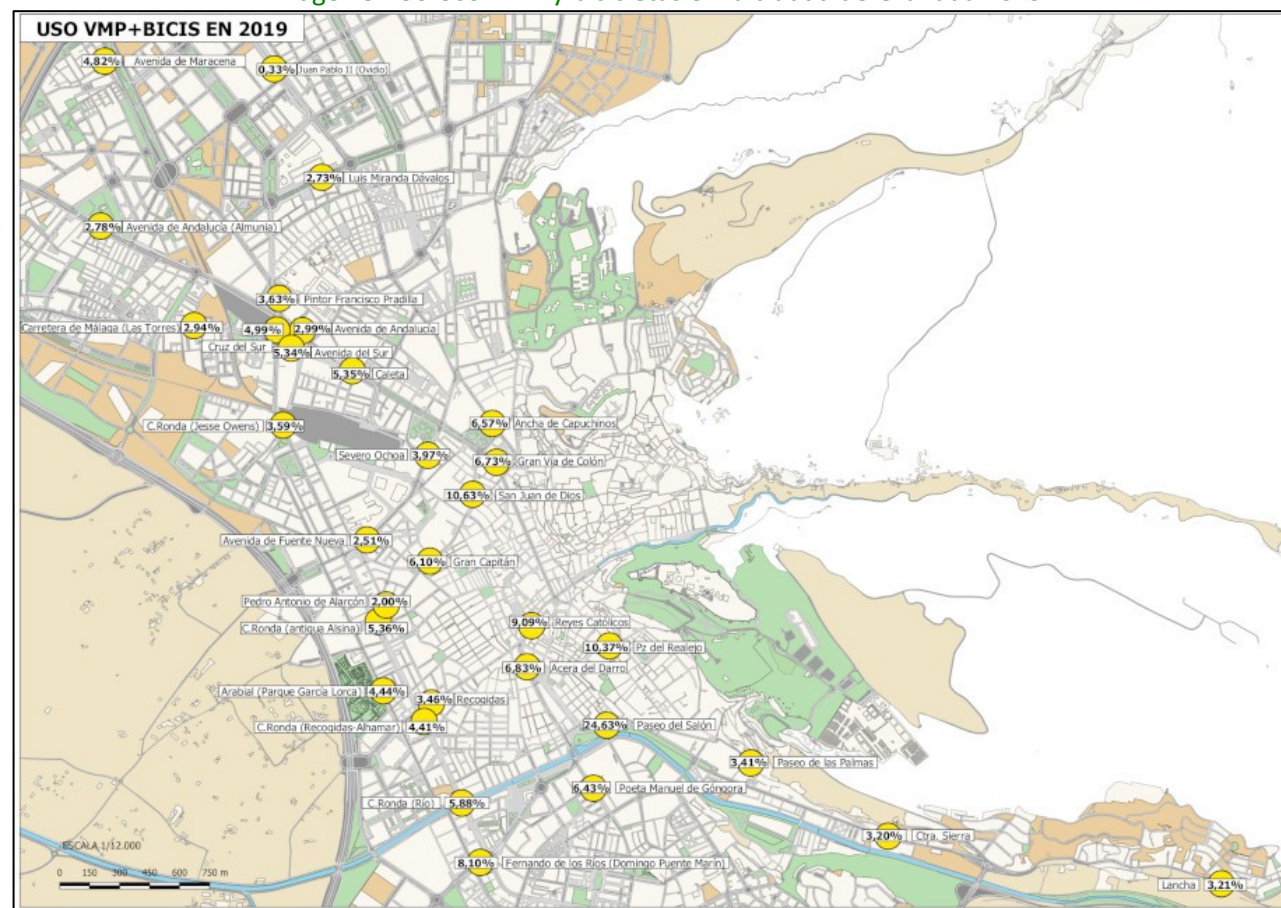 USO VMP+BICIS EN 2019
4,82% Avenida de Maracena
0,33% Juan Pablo II (Ovidio)
2,73% Luis Miranda Dávalos
2,78% Avenida de Andalucía (Almunia)
3,63% Pintor Francisco Pradilla
Carretera de Málaga (Las Torres) 2,94%
4,99% Cruz del Sur
2,99% Avenida de Andalucía
5,34% Avenida del Sur
5,35% Caleta
C.Ronda (Jesse Owens) 3,59%
6,57% Ancha de Capuchinos
Severo Ochoa 3,97%
6,73% Gran Vía de Colón
10,63% San Juan de Dios
Avenida de Fuente Nueva 2,51%
6,10% Gran Capitán
Pedro Antonio de Alarcón 2,00%
C.Ronda (antigua Alsina) 5,36%
9,09% Reyes Católicos
10,37% Pz del Realejo
6,83% Acera del Darro
Arabial (Parque García Lorca) 4,44%
3,46% Recogidas
C.Ronda (Recogidas-Alhamar) 4,41%
24,63% Paseo del Salón
3,41% Paseo de las Palmas
6,43% Poeta Manuel de Góngora
C.Ronda (Río) 5,88%
3,20% Ctra. Sierra
8,10% Fernando de los Ríos (Domingo Puente Marín)
Lancha 3,21%
ESCALA 1/12.000
0 150 300 450 600 750 m